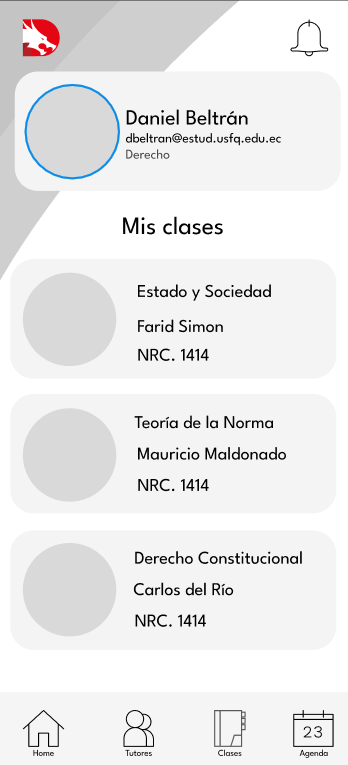 Daniel Beltrán
dbeltran@estud.usfq.edu.ec
Derecho
Mis clases
Estado y Sociedad
Farid Simon
NRC. 1414
Teoría de la Norma
Mauricio Maldonado
NRC. 1414
Derecho Constitucional
Carlos del Río
NRC. 1414
23
Home Tutores Clases Agenda